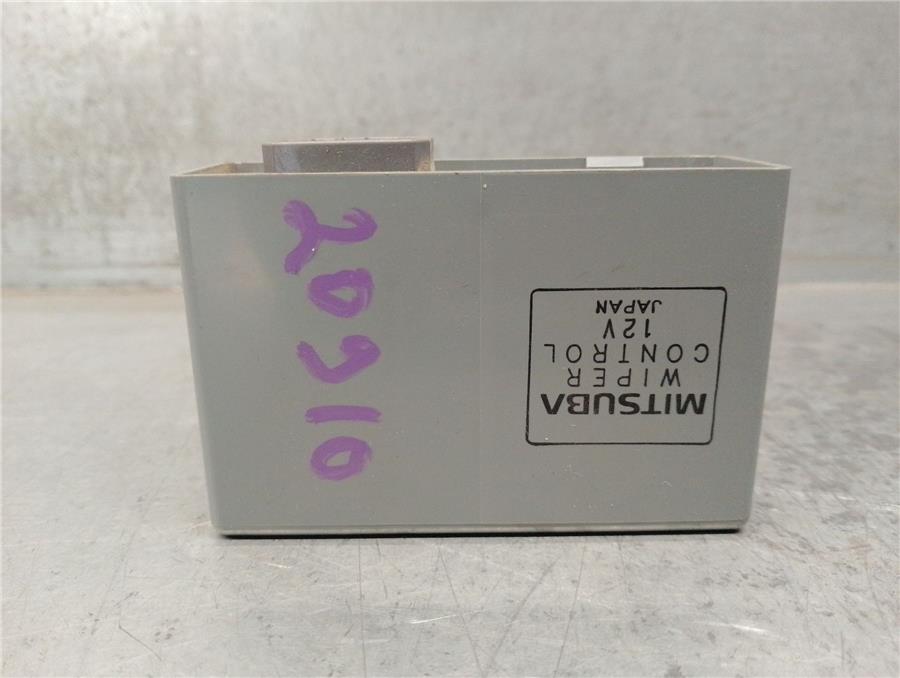 MITSUBA
WIPER
CONTROL
12V
JAPAN